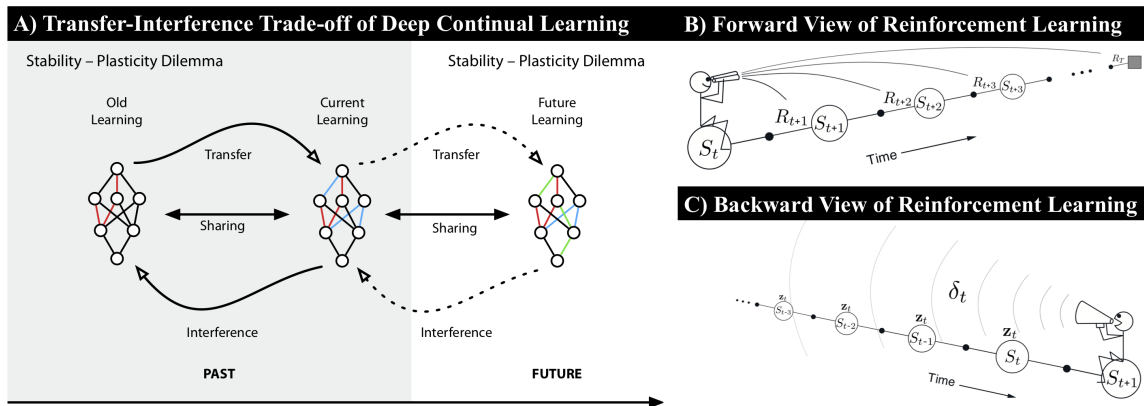 A) Transfer-Interference Trade-off of Deep Continual Learning
Stability – Plasticity Dilemma
Stability – Plasticity Dilemma
Old
Learning
Current
Learning
Future
Learning
Transfer
Transfer
Sharing
Sharing
Interference
Interference
PAST
FUTURE
B) Forward View of Reinforcement Learning
S_t
R_{t+1}
S_{t+1}
R_{t+2}
S_{t+2}
R_{t+3}
S_{t+3}
R_T
Time
C) Backward View of Reinforcement Learning
δ_t
z_t
S_{t-3}
z_t
S_{t-2}
z_t
S_{t-1}
z_t
S_t
S_{t+1}
Time